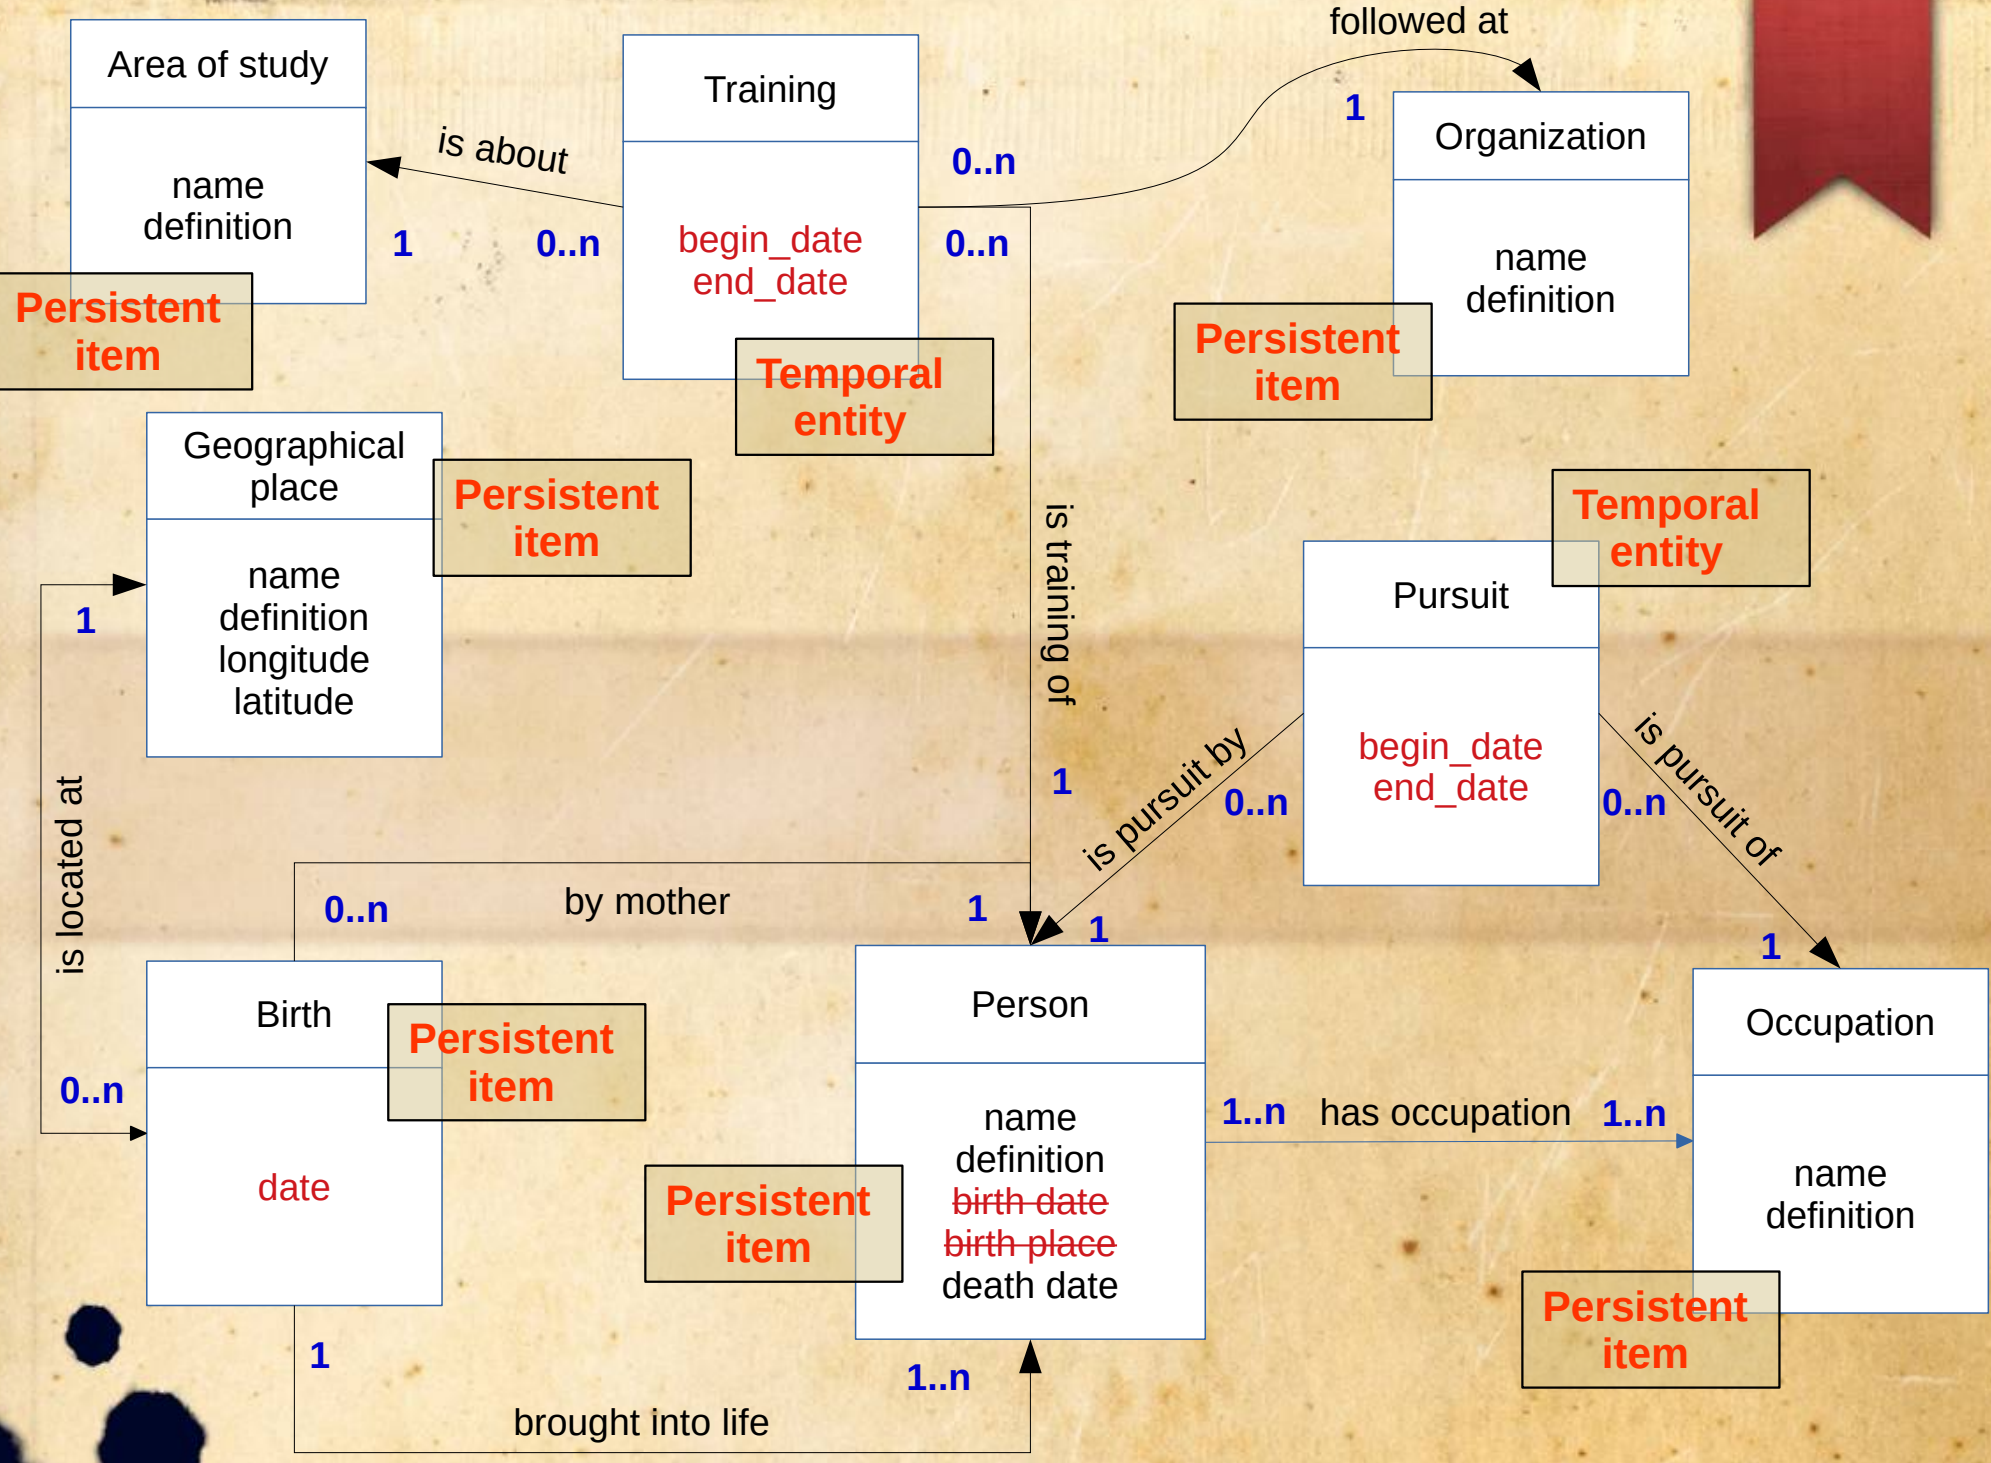 followed at
Area of study
name
definition
1
Persistent
item
is about
0..n
Training
begin_date
end_date
0..n
0..n
Temporal
entity
1
Organization
name
definition
Persistent
item
Geographical
place
name
definition
longitude
latitude
Persistent
item
1
is located at
0..n
is training of
1
Temporal
entity
Pursuit
begin_date
end_date
is pursuit by
0..n
1
0..n
is pursuit of
1
0..n
by mother
1
Birth
date
Persistent
item
1
brought into life
1..n
Person
name
definition
birth date
birth place
death date
Persistent
item
1..n
has occupation
1..n
Occupation
name
definition
Persistent
item